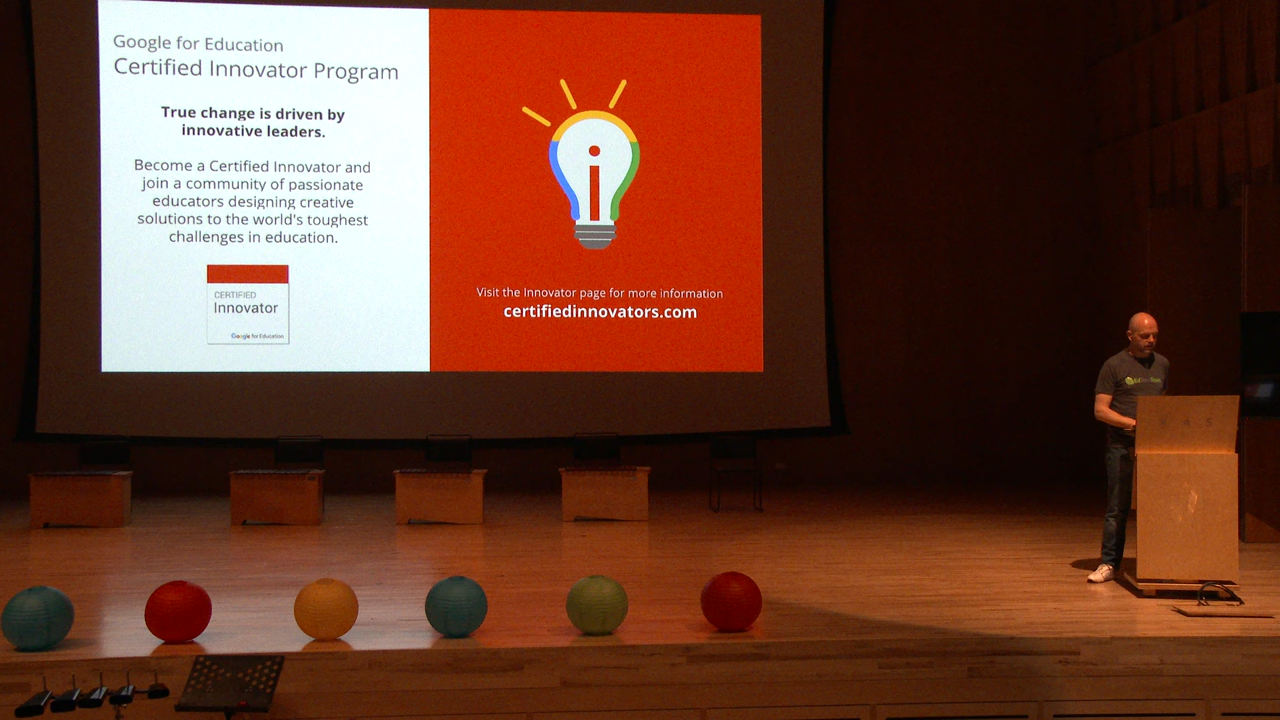 Google for Education
Certified Innovator Program
True change is driven by
innovative leaders.
Become a Certified Innovator and
join a community of passionate
educators designing creative
solutions to the world's toughest
challenges in education.
CERTIFIED
Innovator
Google for Education
i
Visit the Innovator page for more information
certifiedinnovators.com